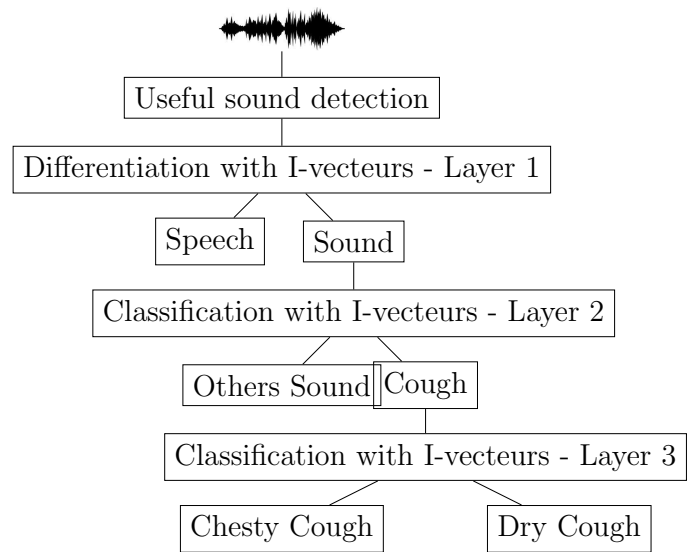 Useful sound detection
Differentiation with I-vecteurs - Layer 1
Speech
Sound
Classification with I-vecteurs - Layer 2
Others Sound
Cough
Classification with I-vecteurs - Layer 3
Chesty Cough
Dry Cough